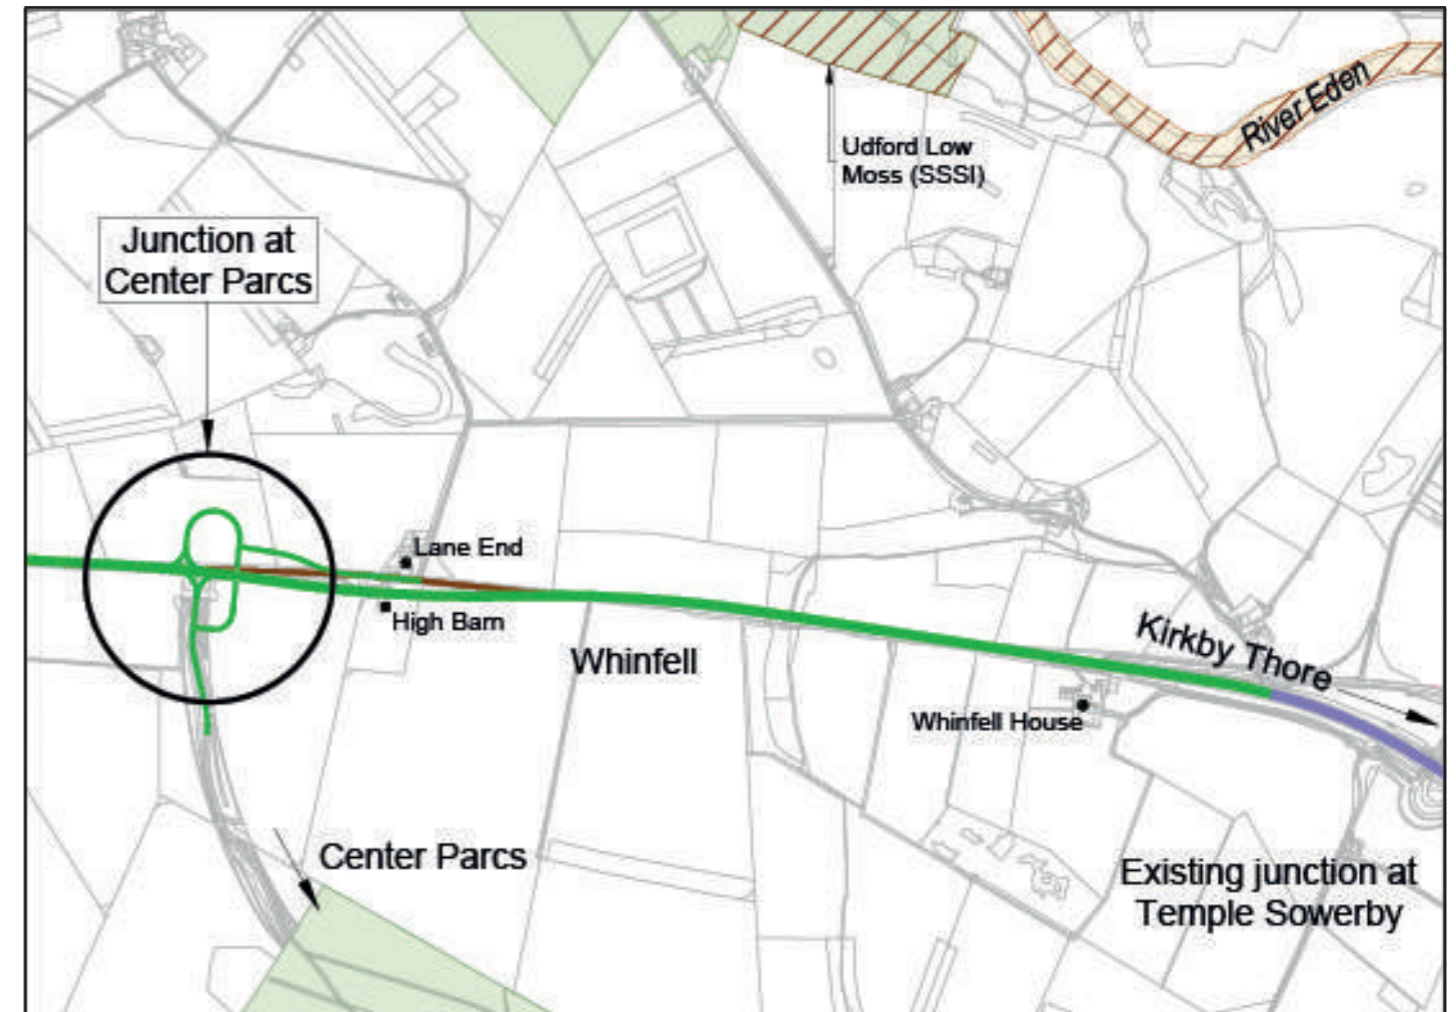 River Eden
Udford Low
Moss (SSSI)
Junction at
Center Parcs
Lane End
High Barn
Whinfell
Kirkby Thore
Whinfell House
Center Parcs
Existing junction at
Temple Sowerby